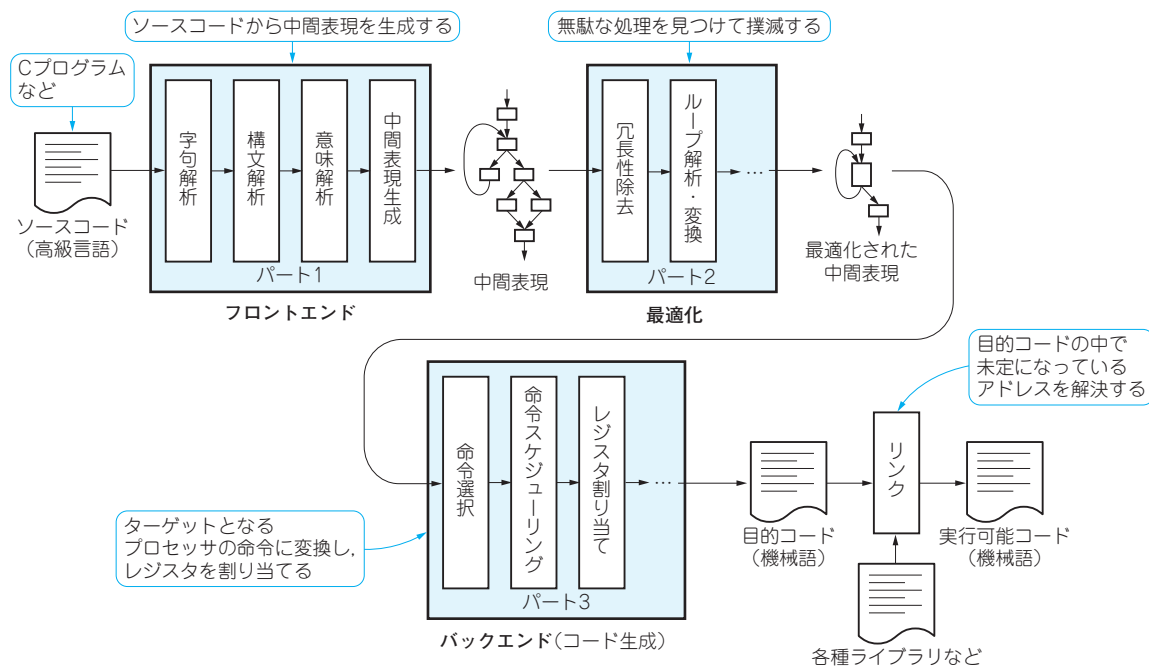 ソースコードから中間表現を生成する
無駄な処理を見つけて撲滅する
Cプログラム
など
字句解析
構文解析
意味解析
中間表現生成
冗長性除去
ループ解析・変換
…
ソースコード
(高級言語)
パート1
中間表現
パート2
最適化された
中間表現
フロントエンド
最適化
目的コードの中で
未定になっている
アドレスを解決する
命令選択
命令スケジューリング
レジスタ割り当て
…
リンク
ターゲットとなる
プロセッサの命令に変換し,
レジスタを割り当てる
目的コード
(機械語)
実行可能コード
(機械語)
パート3
バックエンド(コード生成)
各種ライブラリなど